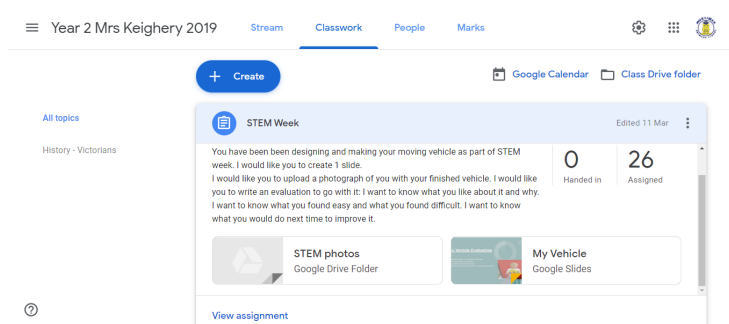 Year 2 Mrs Keighery 2019
Stream
Classwork
People
Marks
+ Create
Google Calendar
Class Drive folder
All topics
History - Victorians
STEM Week
Edited 11 Mar
You have been been designing and making your moving vehicle as part of STEM
week. I would like you to create 1 slide.
I would like you to upload a photograph of you with your finished vehicle. I would like
you to write an evaluation to go with it: I want to know what you like about it and why.
I want to know what you found easy and what you found difficult. I want to know
what you would do next time to improve it.
0
Handed in
26
Assigned
STEM photos
Google Drive Folder
My Vehicle
Google Slides
View assignment